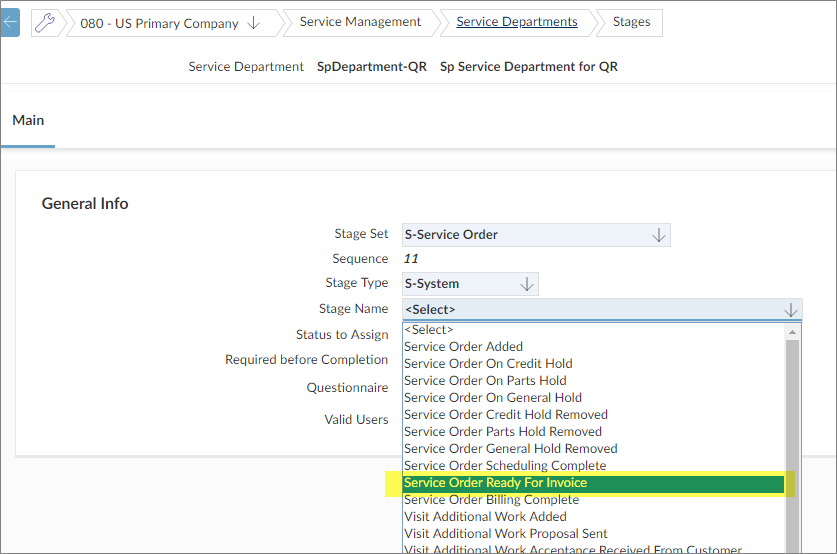 080 - US Primary Company
Service Management
Service Departments
Stages
Service Department SpDepartment-QR Sp Service Department for QR
Main
General Info
Stage Set S-Service Order
Sequence 11
Stage Type S-System
Stage Name <Select>
Status to Assign
Required before Completion
Questionnaire
Valid Users
<Select>
Service Order Added
Service Order On Credit Hold
Service Order On Parts Hold
Service Order On General Hold
Service Order Credit Hold Removed
Service Order Parts Hold Removed
Service Order General Hold Removed
Service Order Scheduling Complete
Service Order Ready For Invoice
Service Order Billing Complete
Visit Additional Work Added
Visit Additional Work Proposal Sent
Visit Additional Work Acceptance Received From Customer